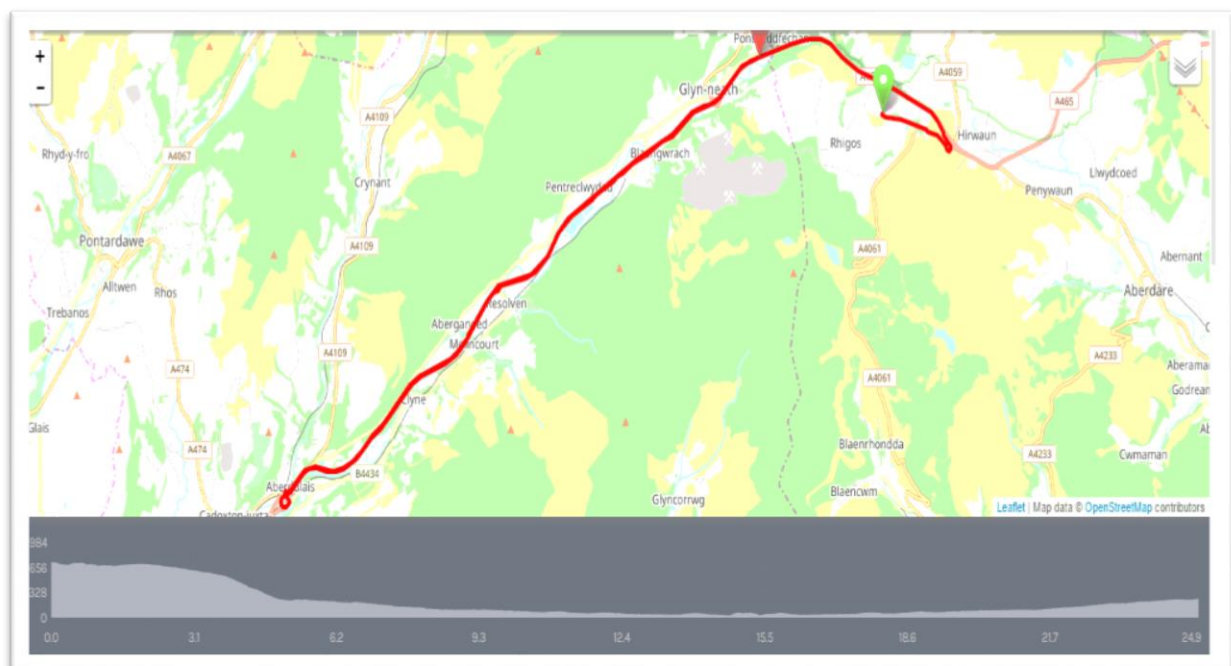 +
-
A4059
Glyn-neath
A465
A4109
Hirwaun
Rhyd-y-fro
A4067
Rhigos
Crynant
Llwydcoed
Pentreclwydau
Penywaun
Pontardawe
A4109
A4061
Abernant
Alltwen
Rhos
Aberdare
Trebanos
Resolven
A4109
A4233
A474
A4061
Glais
Clyne
A474
Blaenrhondda
A4233
Cwmaman
B4434
Glyncorrwg
Blaencwm
Leaflet | Map data © OpenStreetMap contributors
984
656
328
0
0.0 3.1 6.2 9.3 12.4 15.5 18.6 21.7 24.9